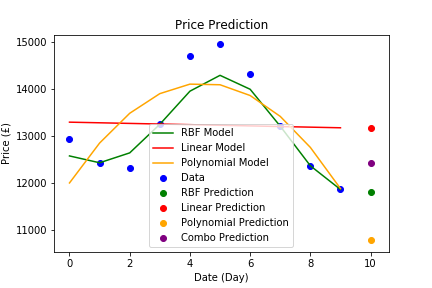 Price Prediction
Price (£)
15000
14000
13000
12000
11000
RBF Model
Linear Model
Polynomial Model
Data
RBF Prediction
Linear Prediction
Polynomial Prediction
Combo Prediction
0 2 4 6 8 10
Date (Day)